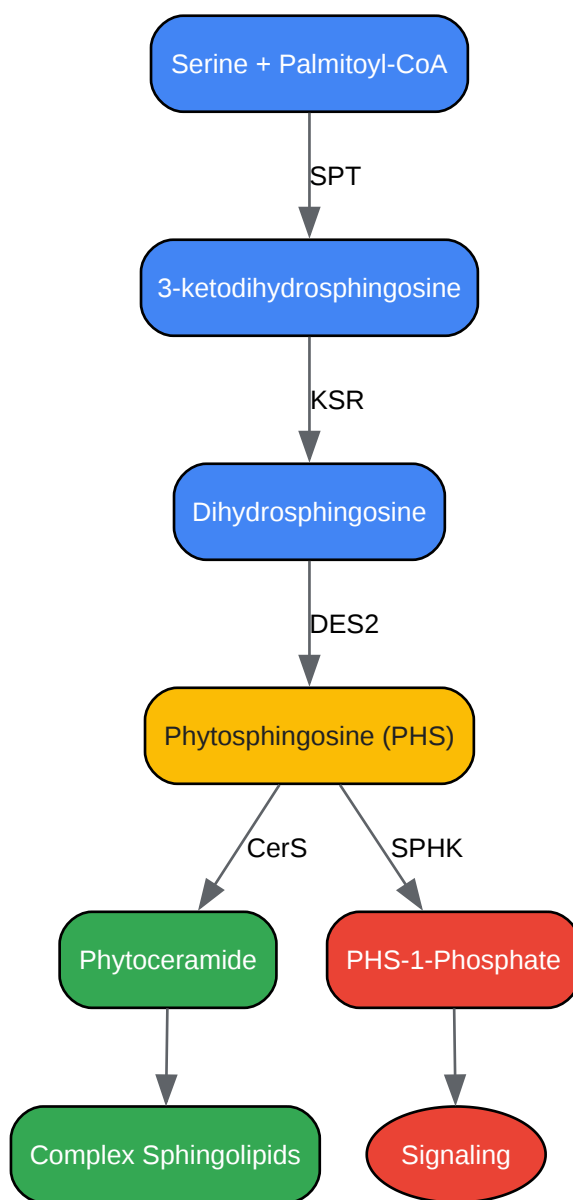 Serine + Palmitoyl-CoA
SPT
3-ketodihydrosphingosine
KSR
Dihydrosphingosine
DES2
Phytosphingosine (PHS)
CerS
SPHK
Phytoceramide
PHS-1-Phosphate
Complex Sphingolipids
Signaling